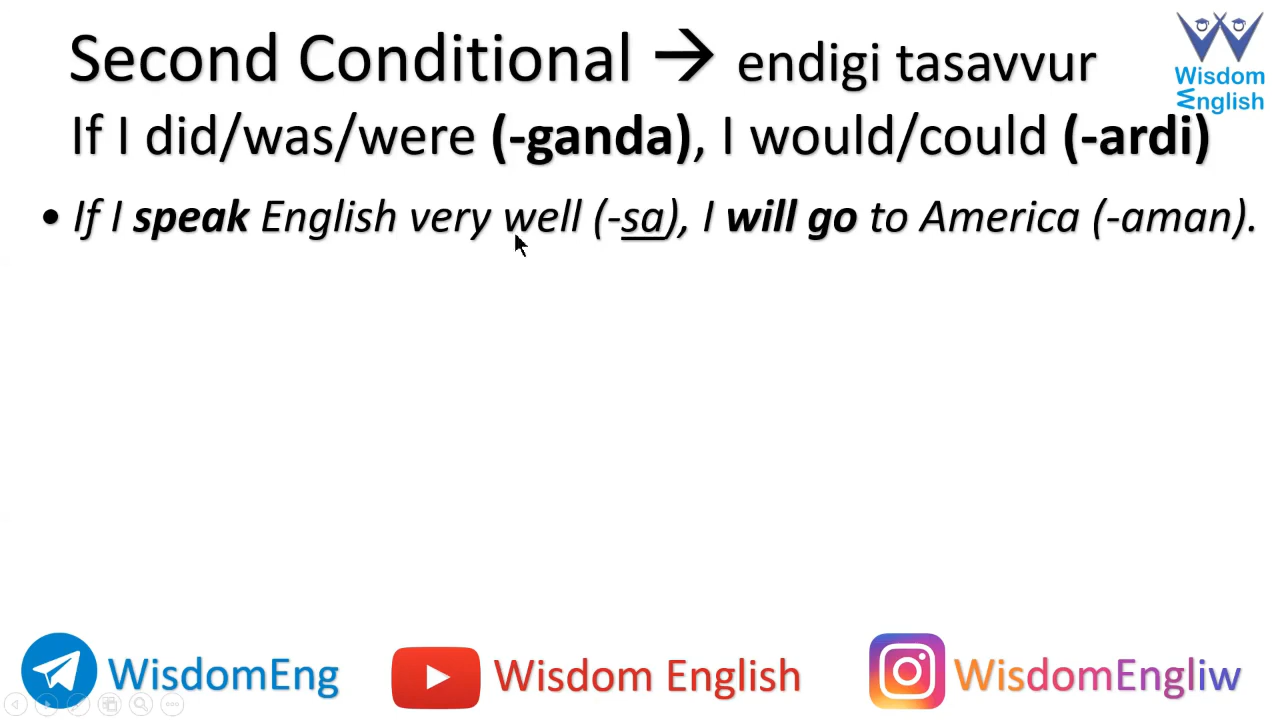 Second Conditional → endigi tasavvur
Wisdom
English
If I did/was/were (-ganda), I would/could (-ardi)
• If I speak English very well (-sa), I will go to America (-aman).
WisdomEng
Wisdom English
WisdomEngliw